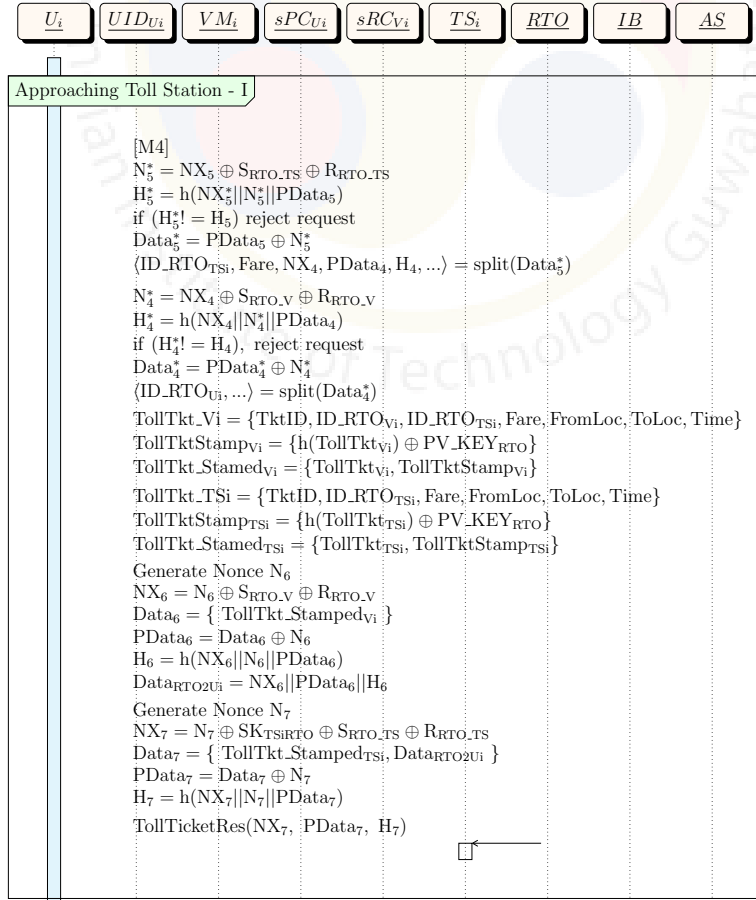 U_i UID_Ui VM_i sPC_Ui sRC_Vi TS_i RTO IB AS
Approaching Toll Station - I
[M4]
N*_5 = NX_5 ⊕ S_RTO_TS ⊕ R_RTO_TS
H*_5 = h(NX*_5||N*_5||PData_5)
if (H*_5! = H_5) reject request
Data*_5 = PData_5 ⊕ N*_5
⟨ID_RTO_TSi, Fare, NX_4, PData_4, H_4, ...⟩ = split(Data*_5)
N*_4 = NX_4 ⊕ S_RTO_V ⊕ R_RTO_V
H*_4 = h(NX_4||N*_4||PData_4)
if (H*_4! = H_4), reject request
Data*_4 = PData*_4 ⊕ N*_4
⟨ID_RTO_Ui, ...⟩ = split(Data*_4)
TollTkt_Vi = {TktID, ID_RTO_Vi, ID_RTO_TSi, Fare, FromLoc, ToLoc, Time}
TollTktStamp_Vi = {h(TollTkt_Vi) ⊕ PV_KEY_RTO}
TollTkt_Stamed_Vi = {TollTkt_Vi, TollTktStamp_Vi}
TollTkt_TSi = {TktID, ID_RTO_TSi, Fare, FromLoc, ToLoc, Time}
TollTktStamp_TSi = {h(TollTkt_TSi) ⊕ PV_KEY_RTO}
TollTkt_Stamed_TSi = {TollTkt_TSi, TollTktStamp_TSi}
Generate Nonce N_6
NX_6 = N_6 ⊕ S_RTO_V ⊕ R_RTO_V
Data_6 = { TollTkt_Stamped_Vi }
PData_6 = Data_6 ⊕ N_6
H_6 = h(NX_6||N_6||PData_6)
Data_RTO2Ui = NX_6||PData_6||H_6
Generate Nonce N_7
NX_7 = N_7 ⊕ SK_TSiRTO ⊕ S_RTO_TS ⊕ R_RTO_TS
Data_7 = { TollTkt_Stamped_TSi, Data_RTO2Ui }
PData_7 = Data_7 ⊕ N_7
H_7 = h(NX_7||N_7||PData_7)
TollTicketRes(NX_7, PData_7, H_7)
of Technology Guwahati